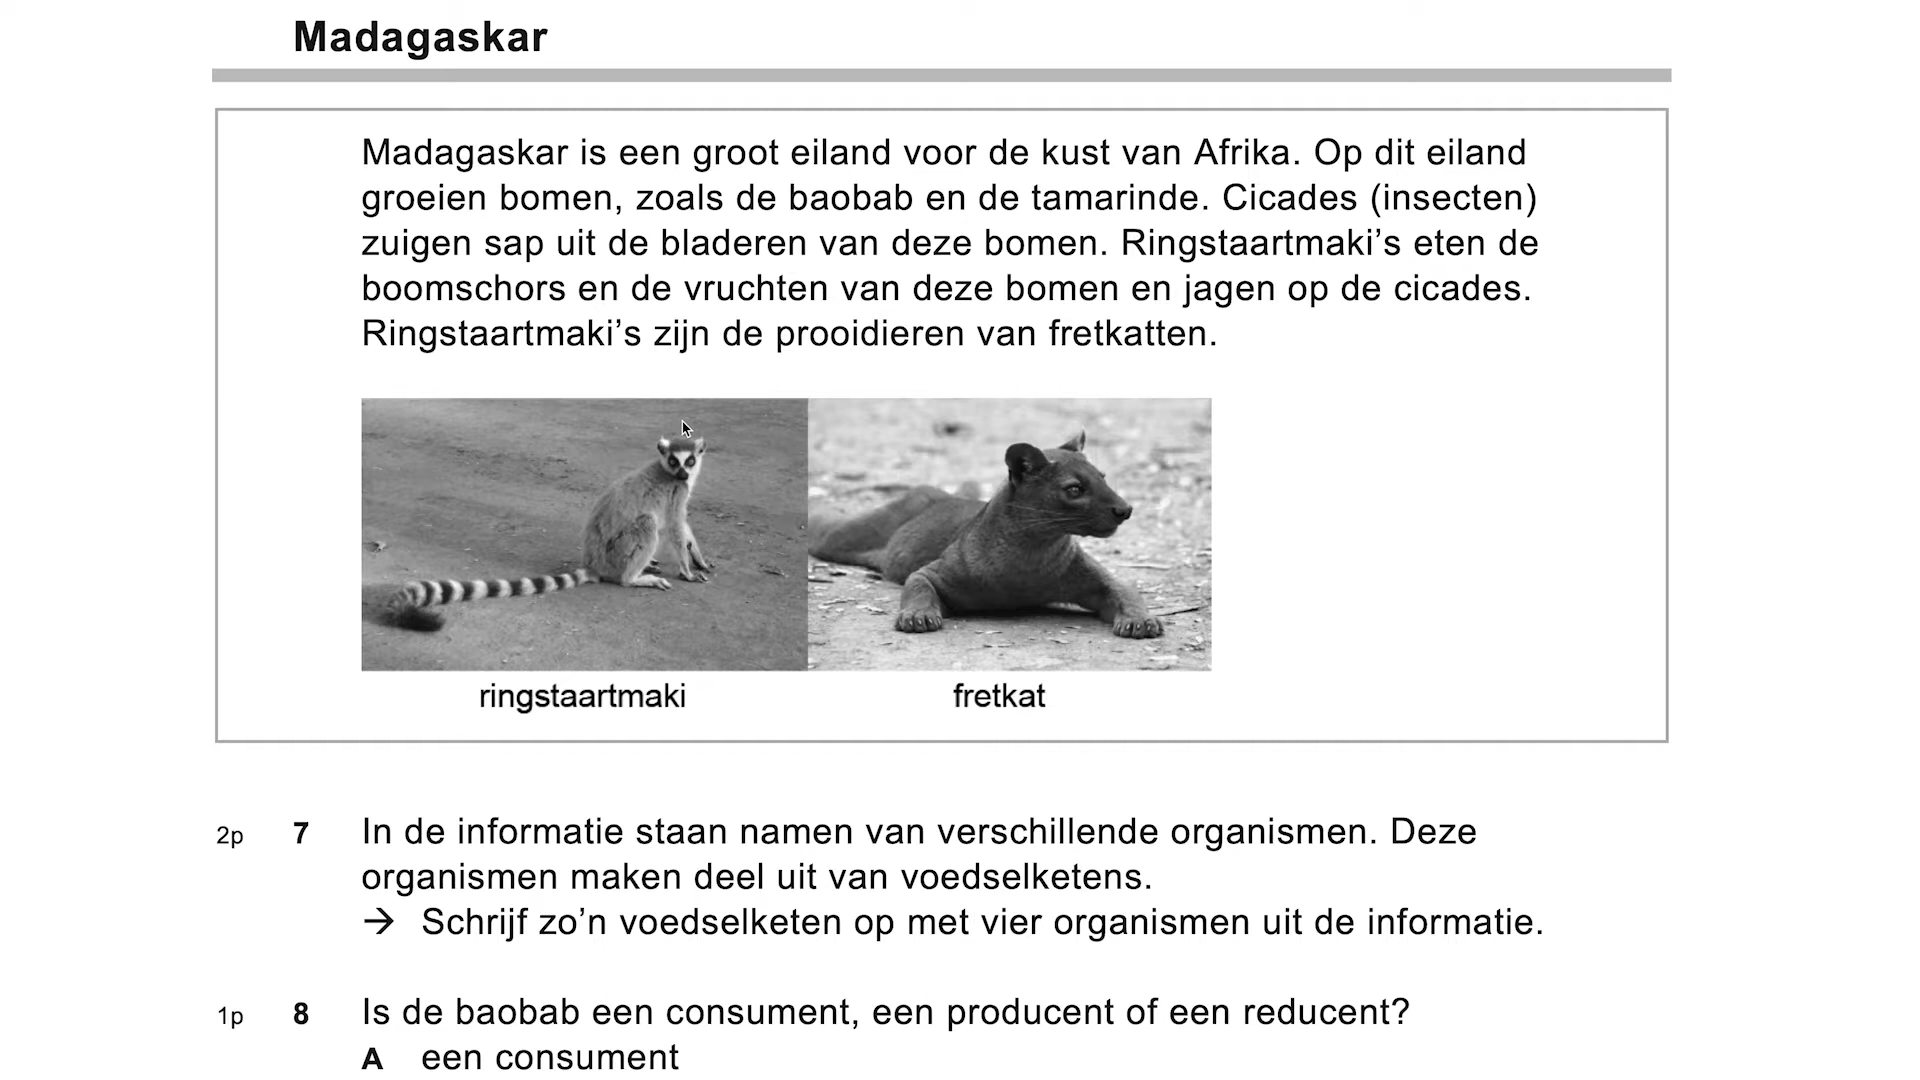 Madagaskar
Madagaskar is een groot eiland voor de kust van Afrika. Op dit eiland
groeien bomen, zoals de baobab en de tamarinde. Cicades (insecten)
zuigen sap uit de bladeren van deze bomen. Ringstaartmaki’s eten de
boomschors en de vruchten van deze bomen en jagen op de cicades.
Ringstaartmaki’s zijn de prooidieren van fretkatten.
ringstaartmaki fretkat
2p 7 In de informatie staan namen van verschillende organismen. Deze
organismen maken deel uit van voedselketens.
→ Schrijf zo’n voedselketen op met vier organismen uit de informatie.
1p 8 Is de baobab een consument, een producent of een reducent?
A een consument